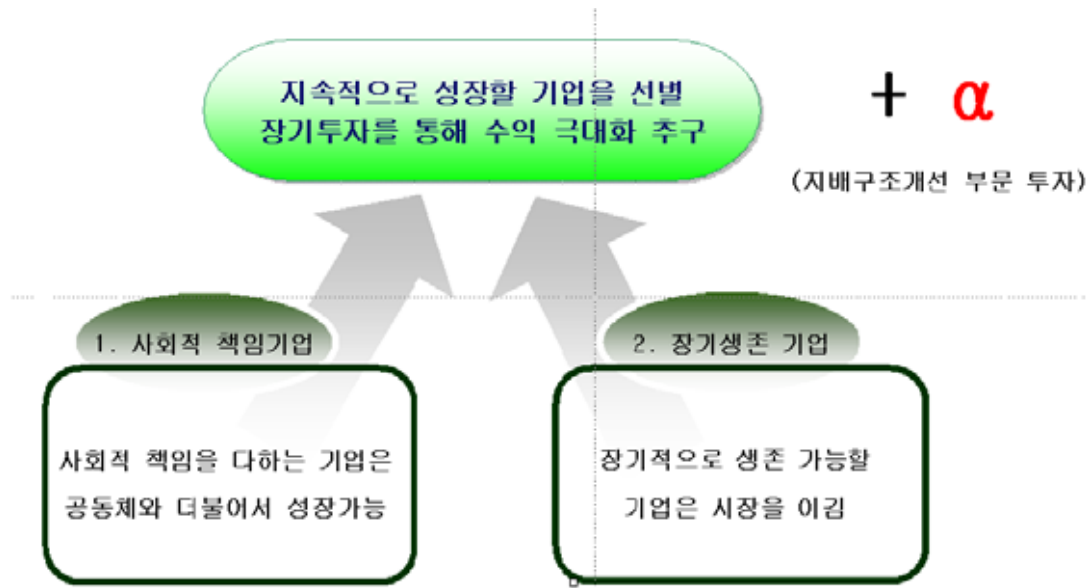 지속적으로 성장할 기업을 선별
장기투자를 통해 수익 극대화 추구
+ α
(지배구조개선 부문 투자)
1. 사회적 책임기업
사회적 책임을 다하는 기업은
공동체와 더불어서 성장가능
2. 장기생존 기업
장기적으로 생존 가능할
기업은 시장을 이김